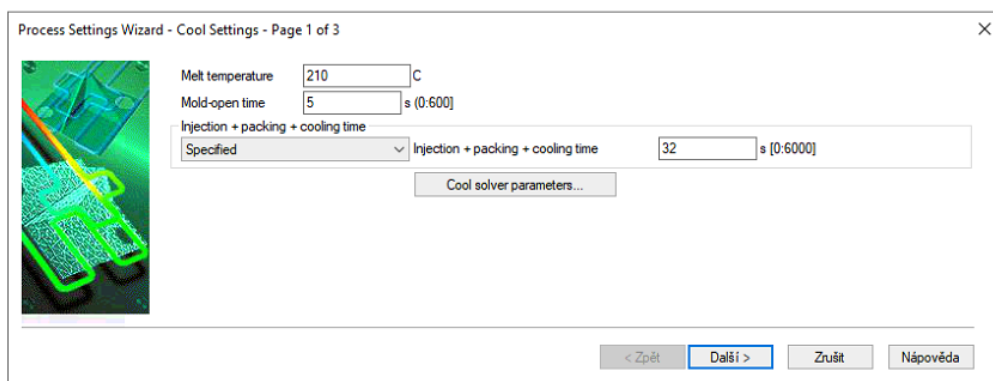 Process Settings Wizard - Cool Settings - Page 1 of 3
Melt temperature 210 C
Mold-open time 5 s (0:600]
Injection + packing + cooling time
Specified Injection + packing + cooling time 32 s [0:6000]
Cool solver parameters...
< Zpět Další > Zrušit Nápověda